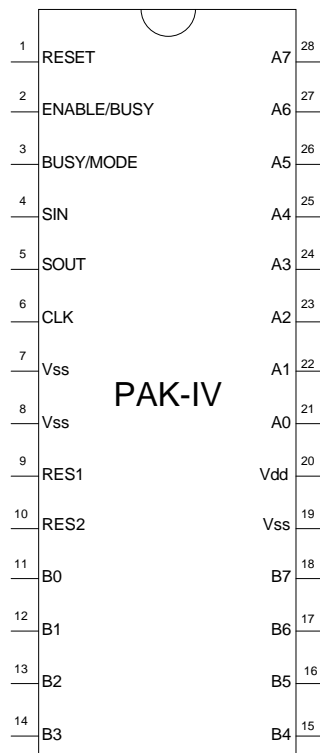 1 RESET A7 28
2 ENABLE/BUSY A6 27
3 BUSY/MODE A5 26
4 SIN A4 25
5 SOUT A3 24
6 CLK A2 23
7 Vss A1 22
PAK-IV
8 Vss A0 21
9 RES1 Vdd 20
10 RES2 Vss 19
11 B0 B7 18
12 B1 B6 17
13 B2 B5 16
14 B3 B4 15